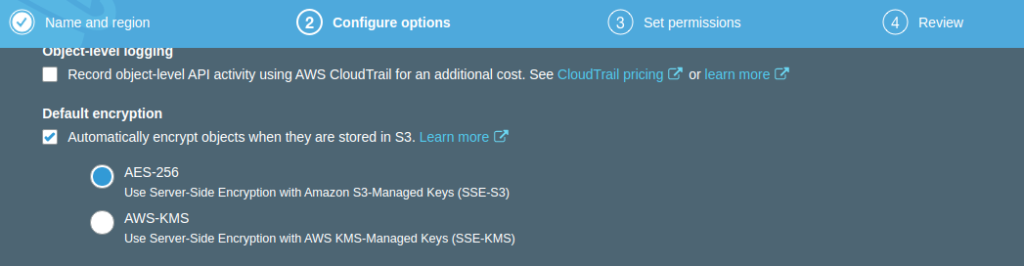 Name and region
2 Configure options
3 Set permissions
4 Review
Object-level logging
Record object-level API activity using AWS CloudTrail for an additional cost. See CloudTrail pricing or learn more
Default encryption
Automatically encrypt objects when they are stored in S3. Learn more
AES-256
Use Server-Side Encryption with Amazon S3-Managed Keys (SSE-S3)
AWS-KMS
Use Server-Side Encryption with AWS KMS-Managed Keys (SSE-KMS)